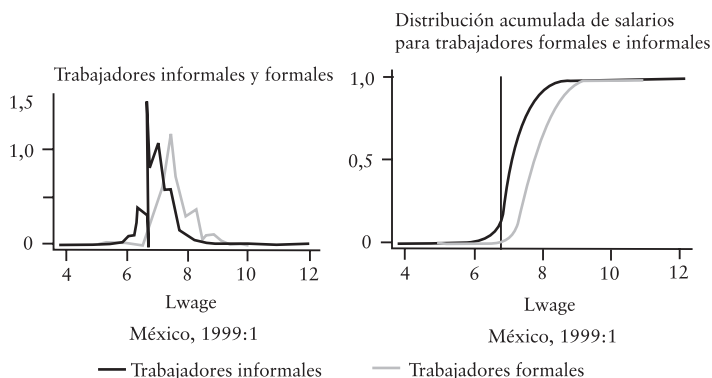 Trabajadores informales y formales
1,5
1,0
0
4 6 8 10 12
Lwage
México, 1999:1
Distribución acumulada de salarios
para trabajadores formales e informales
1,0
0,5
0
4 6 8 10 12
Lwage
México, 1999:1
Trabajadores informales
Trabajadores formales